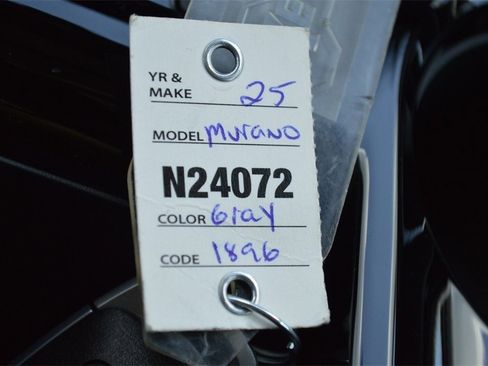 YR &
MAKE 25
MODEL Murano
N24072
COLOR Gray
CODE 1896